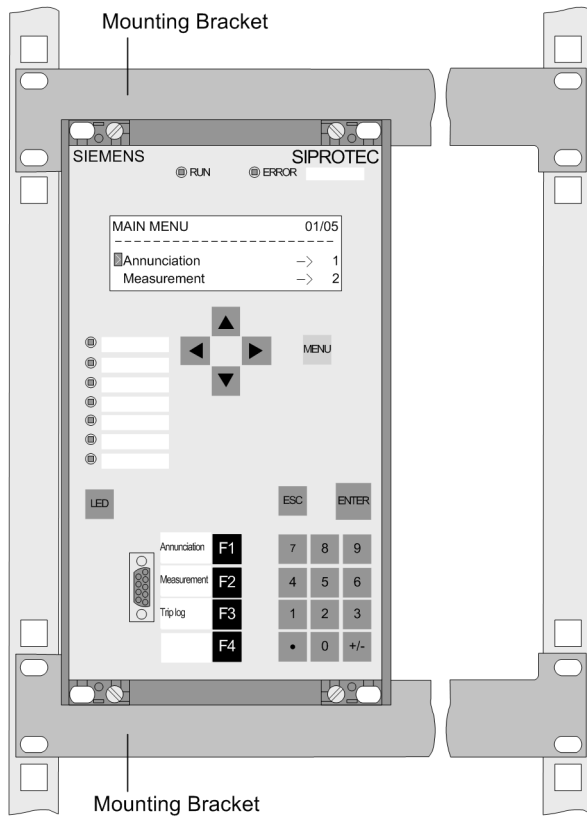 Mounting Bracket
SIEMENS SIPROTEC
RUN ERROR
MAIN MENU 01/05
Annunciation –> 1
Measurement –> 2
MENU
LED ESC ENTER
Annunciation F1 7 8 9
Measurement F2 4 5 6
Trip log F3 1 2 3
F4 • 0 +/-
Mounting Bracket